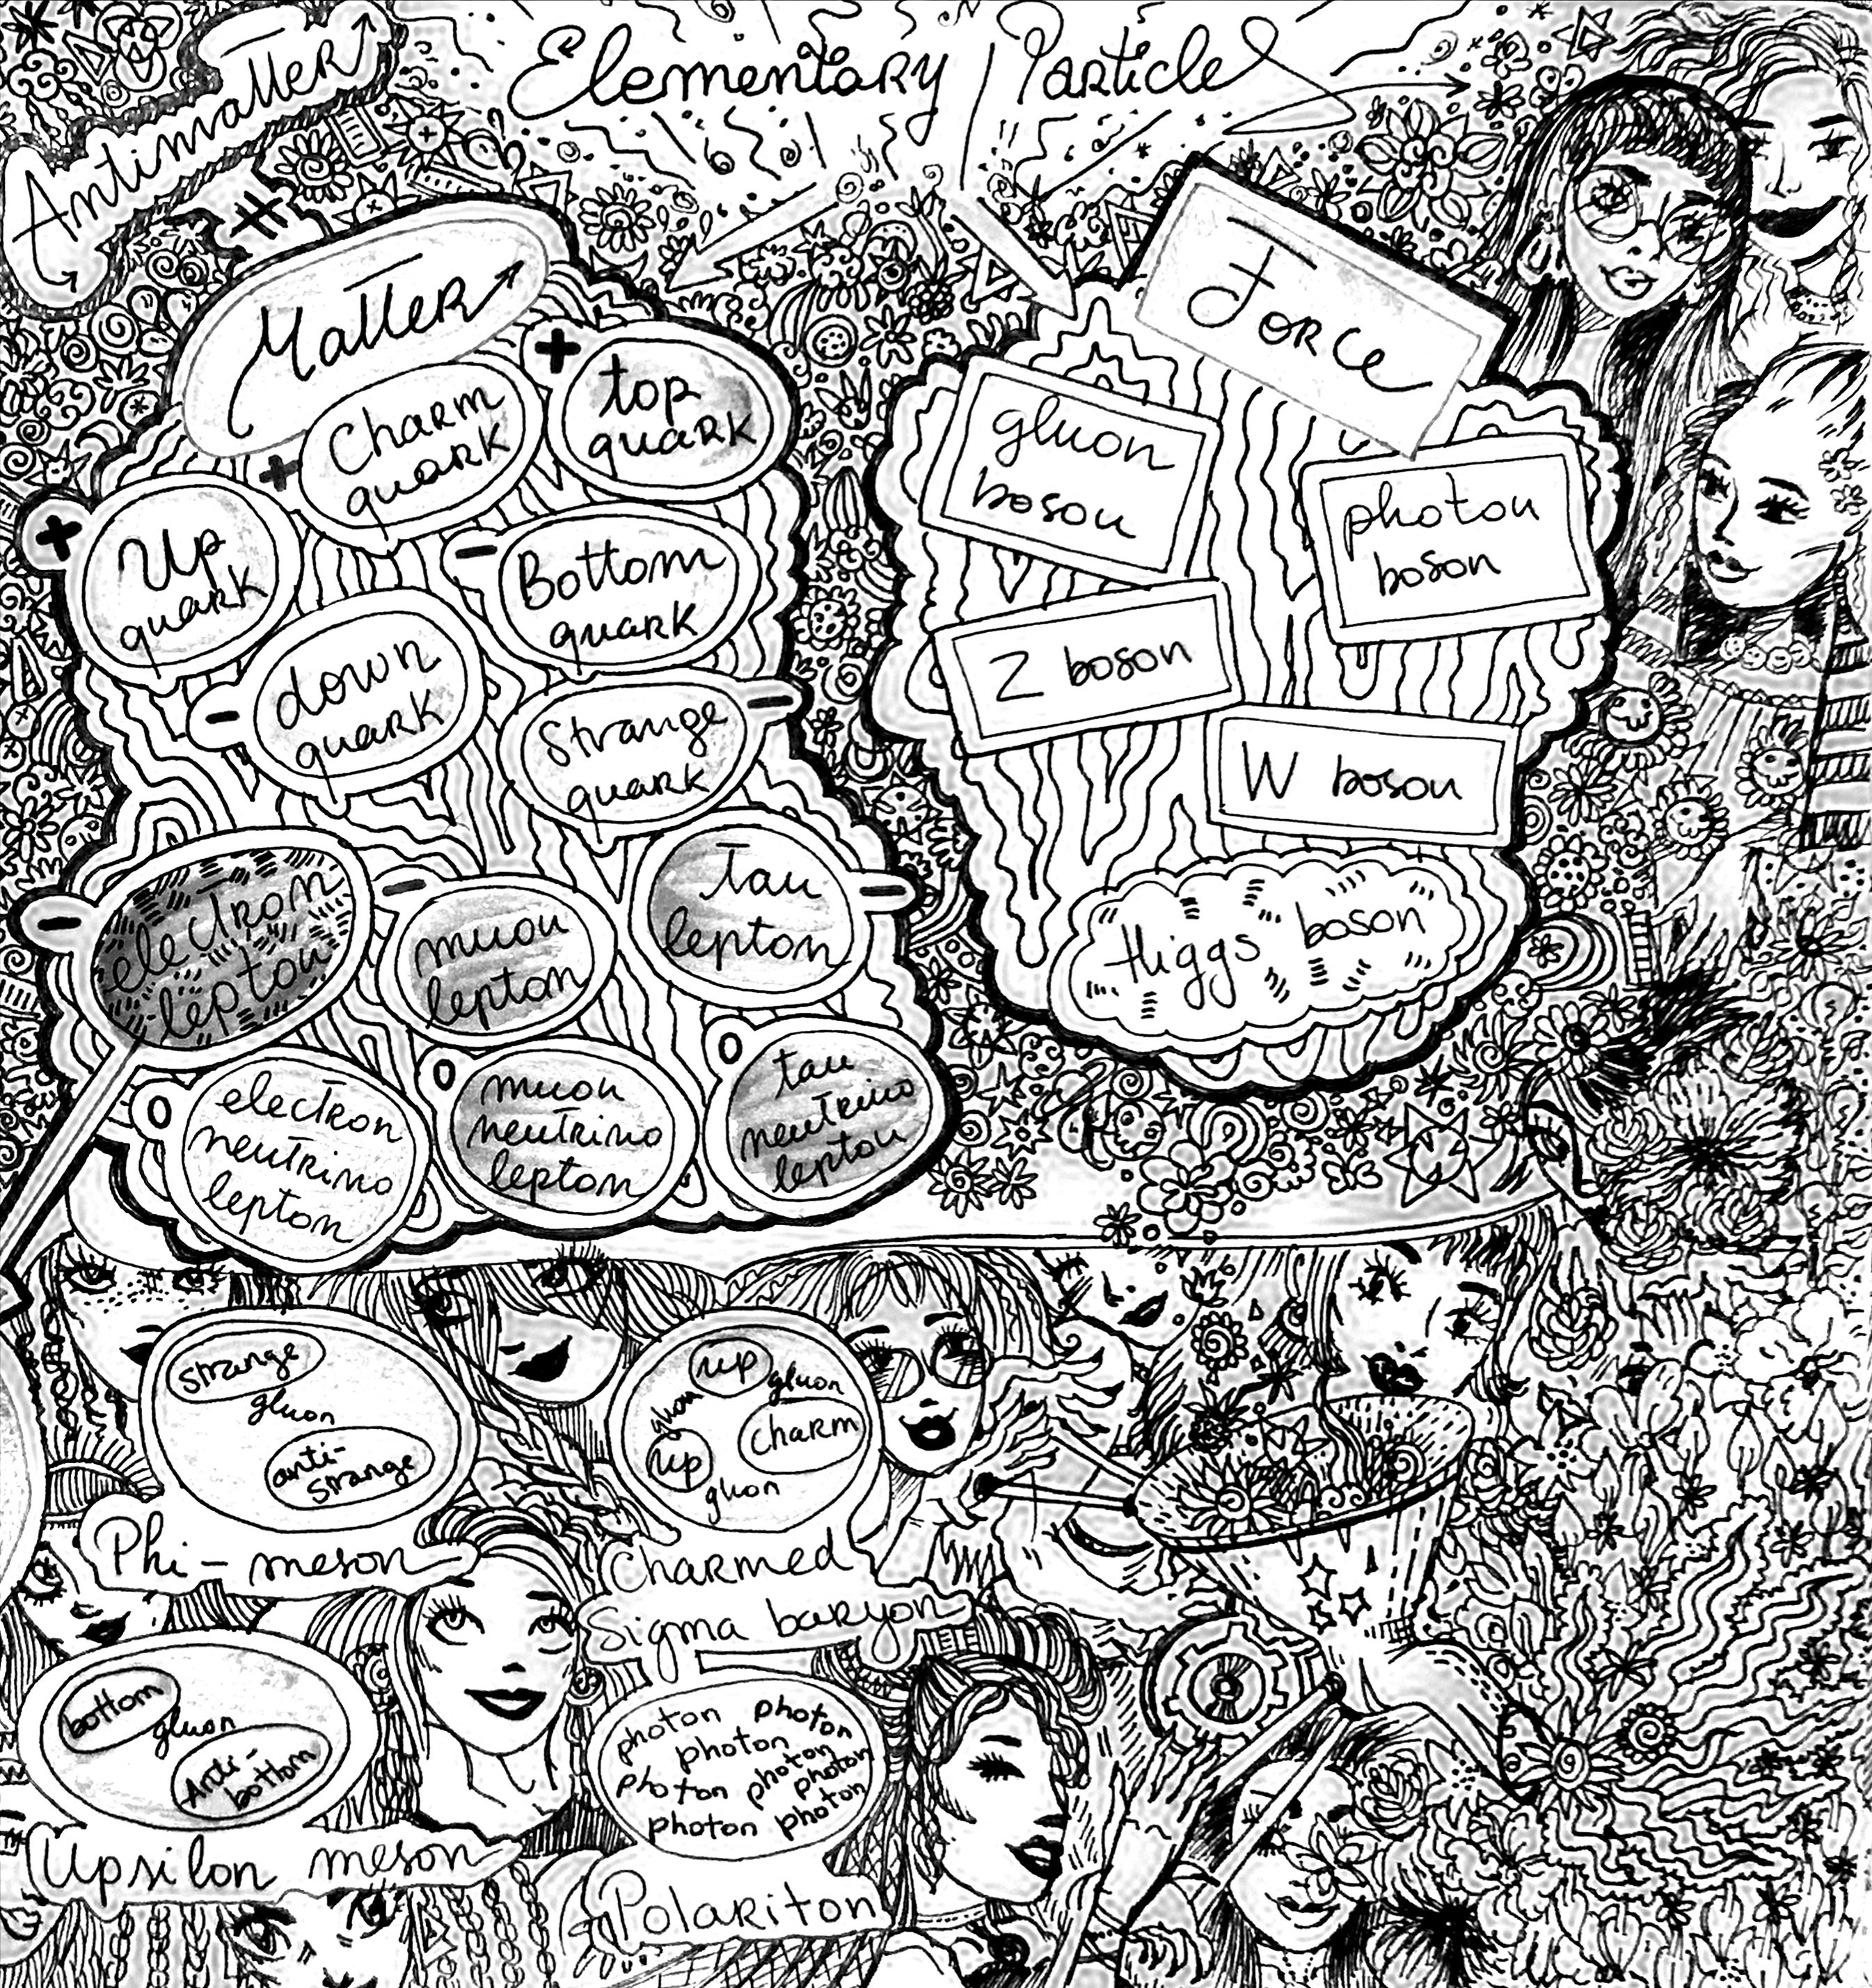 Elementary Particles
Antimatter
Matter
+
top
quark
+
Charm
quark
+
Up
quark
-
Bottom
quark
-
down
quark
-
Strange
quark
-
electron
lepton
-
muon
lepton
-
Tau
lepton
0
electron
neutrino
lepton
0
muon
neutrino
lepton
0
tau
neutrino
lepton
Force
gluon
boson
photon
boson
Z boson
W boson
Higgs boson
strange
gluon
anti-
strange
Phi-meson
up
gluon
gluon
charm
up
gluon
Charmed
Sigma baryon
bottom
gluon
Anti-
bottom
Upsilon meson
photon photon
photon
photon photon
photon
photon photon
Polariton